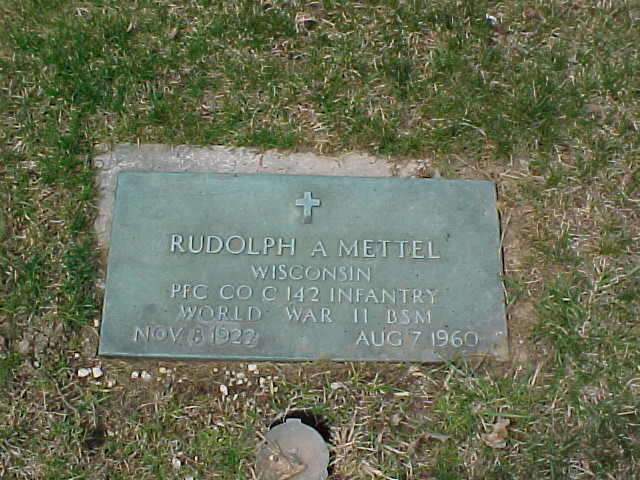 RUDOLPH A METTEL
WISCONSIN
PFC CO C 142 INFANTRY
WORLD WAR II BSM
NOV 8 1922 AUG 7 1960